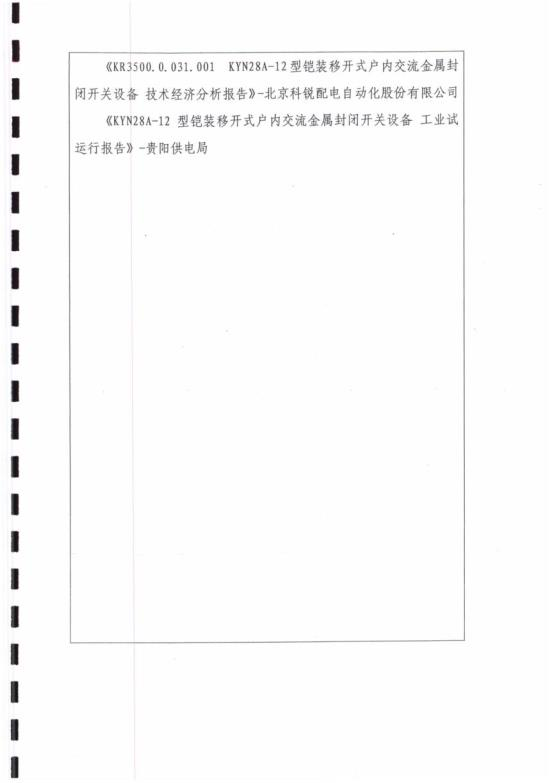 《KR3500.0.031.001 KYN28A-12型铠装移开式户内交流金属封
闭开关设备 技术经济分析报告》-北京科锐配电自动化股份有限公司
《KYN28A-12 型铠装移开式户内交流金属封闭开关设备 工业试
运行报告》-贵阳供电局